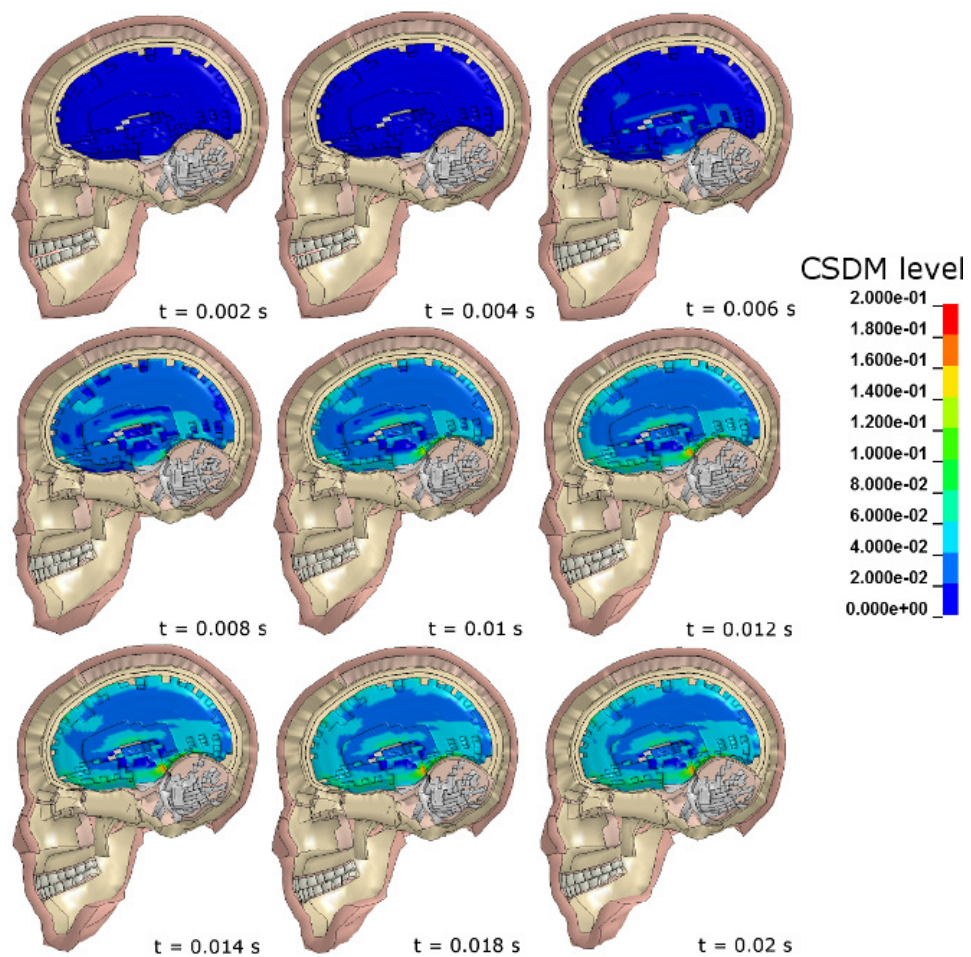 t = 0.002 s
t = 0.004 s
t = 0.006 s
CSDM level
2.000e-01
1.800e-01
1.600e-01
1.400e-01
1.200e-01
1.000e-01
8.000e-02
6.000e-02
4.000e-02
2.000e-02
0.000e+00
t = 0.008 s
t = 0.01 s
t = 0.012 s
t = 0.014 s
t = 0.018 s
t = 0.02 s